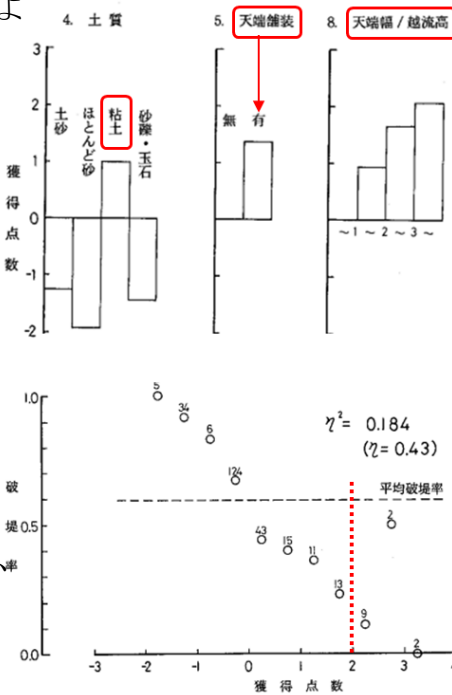 よ
4. 土質
5. 天端舗装
8. 天端幅/越流高
獲得点数
3
2
1
0
-1
-2
土砂
ほとんど砂
粘土
砂礫・玉石
無 有
~1~2~3~
破堤率
1.0
0.5
0.0
5
34
6
124
43
15
11
13
9
2
2
η²= 0.184
(η= 0.43)
平均破堤率
-3 -2 -1 0 1 2 3
獲得点数